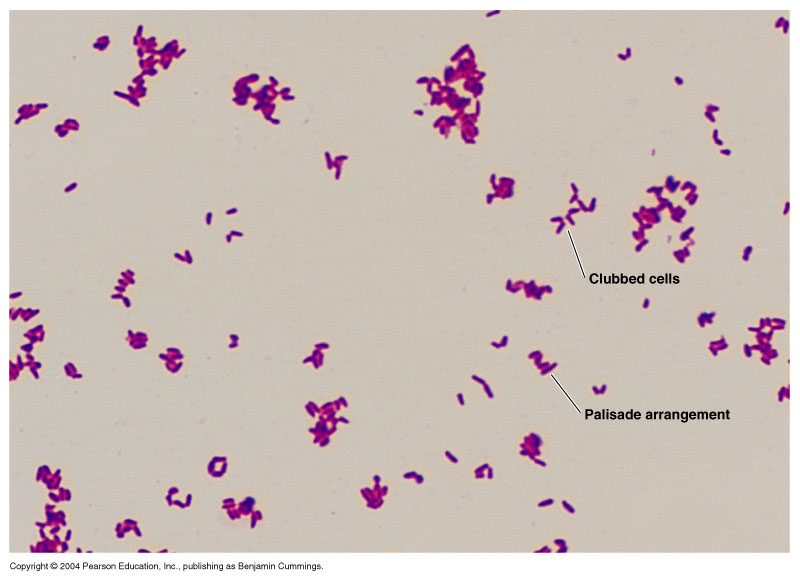 Clubbed cells
Palisade arrangement
Copyright © 2004 Pearson Education, Inc., publishing as Benjamin Cummings.